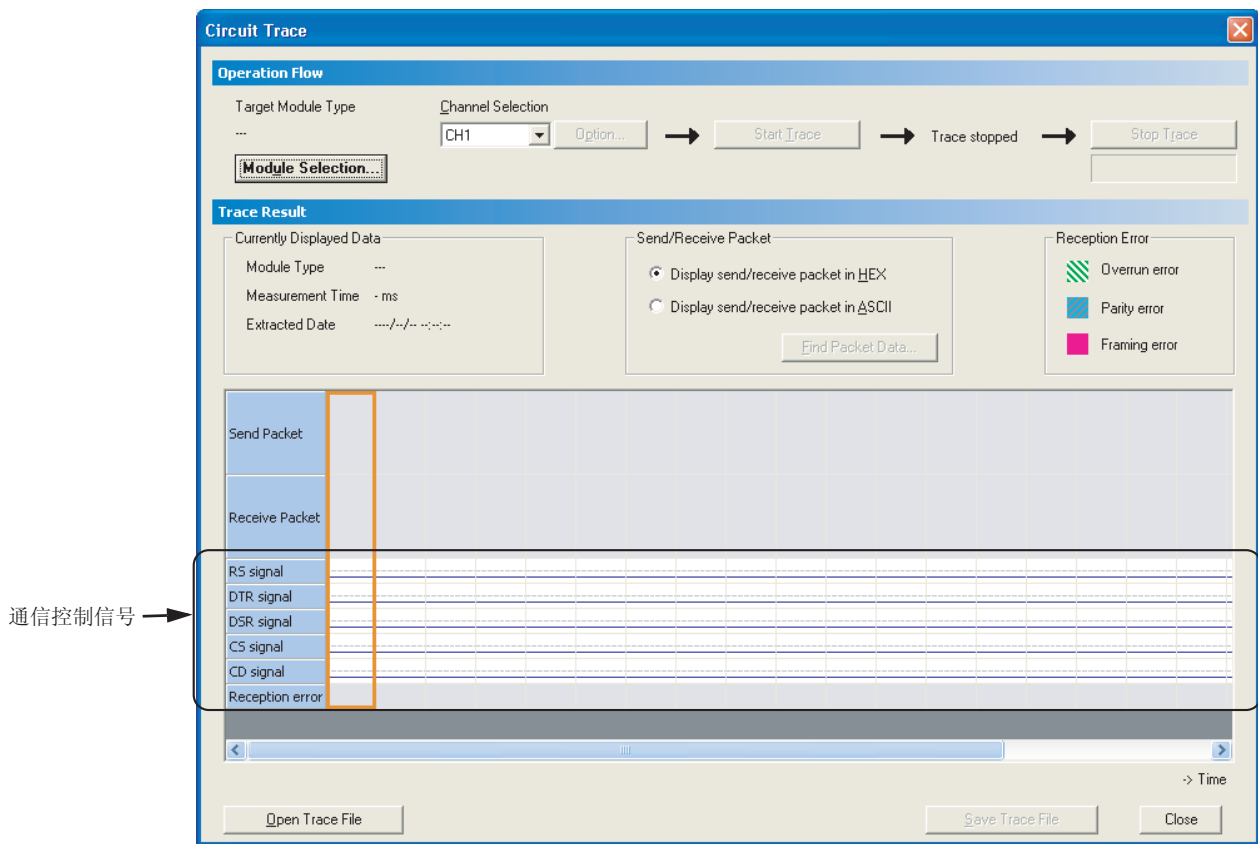 Circuit Trace
Operation Flow
Target Module Type
---
Module Selection...
Channel Selection
CH1
Option...
Start Trace
Trace stopped
Stop Trace
Trace Result
Currently Displayed Data
Module Type ---
Measurement Time - ms
Extracted Date ----/--/-- --:--:--
Send/Receive Packet
Display send/receive packet in HEX
Display send/receive packet in ASCII
Find Packet Data...
Reception Error
Overrun error
Parity error
Framing error
Send Packet
Receive Packet
RS signal
DTR signal
DSR signal
CS signal
CD signal
Reception error
通信控制信号
-> Time
Open Trace File
Save Trace File
Close